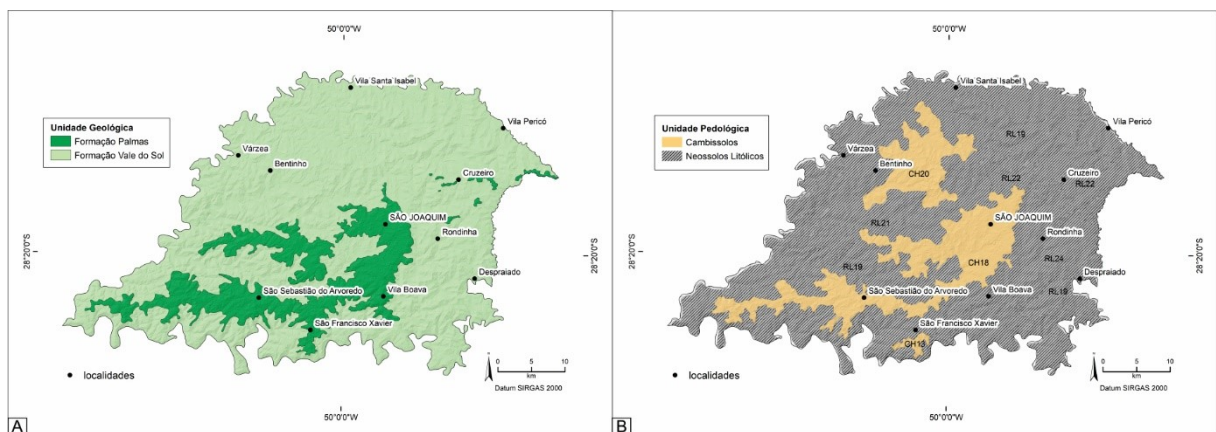 50°0'0"W
Vila Santa Isabel
Unidade Geológica
Formação Palmas
Formação Vale do Sol
Vila Pericó
Várzea
Bentinho
Cruzeiro
SÃO JOAQUIM
Rondinha
28°20'0"S
Despraiado
São Sebastião do Arvoredo
Vila Boava
São Francisco Xavier
localidades
0 5 10
km
Datum SIRGAS 2000
50°0'0"W
A
50°0'0"W
Vila Santa Isabel
Unidade Pedológica
Cambissolos
Neossolos Litólicos
RL19
Vila Pericó
Várzea
Bentinho
CH20
RL22
Cruzeiro
RL22
RL21
SÃO JOAQUIM
Rondinha
28°20'0"S
28°20'0"S
RL19
CH18
RL24
Despraiado
São Sebastião do Arvoredo
Vila Boava
RL19
São Francisco Xavier
CH13
localidades
0 5 10
km
Datum SIRGAS 2000
50°0'0"W
B